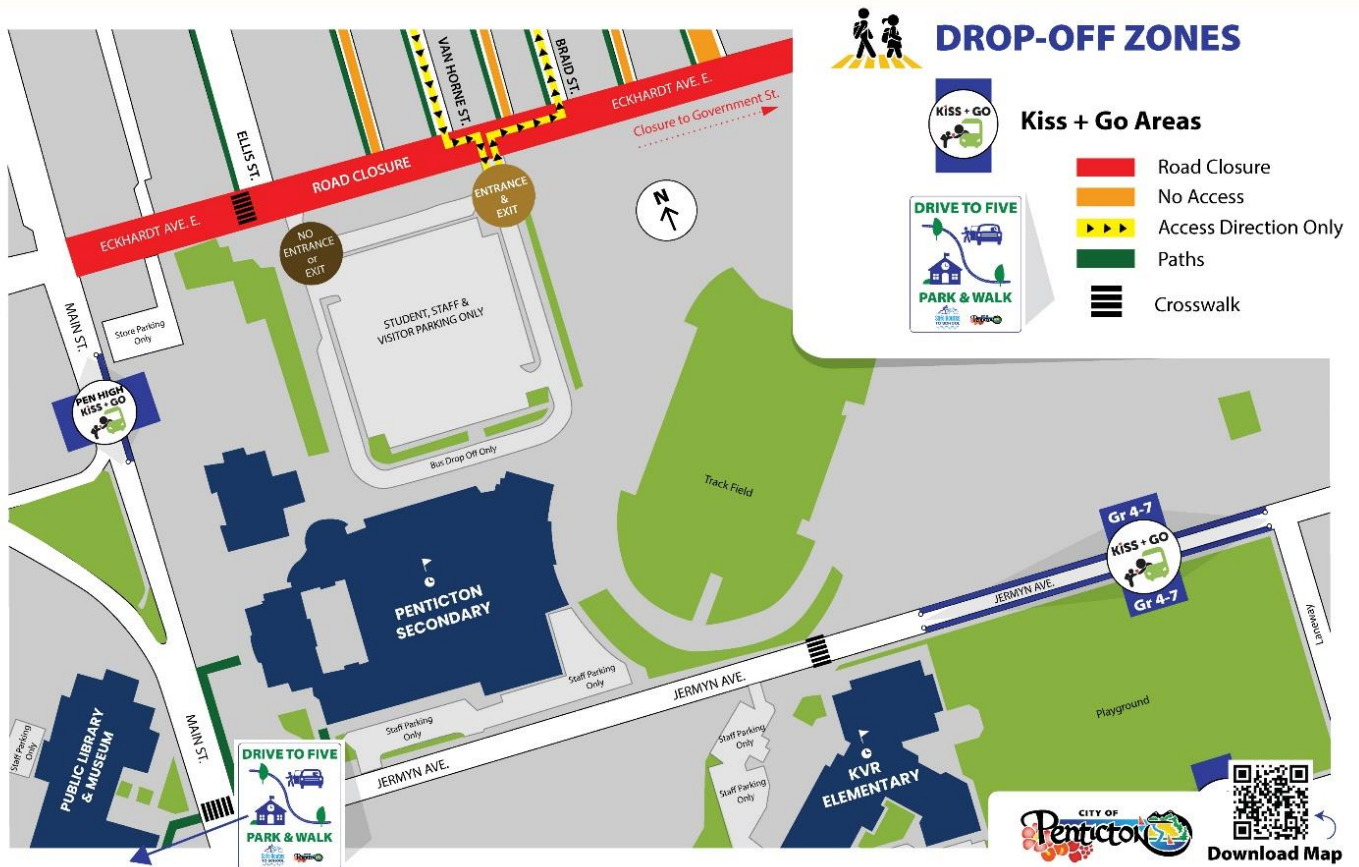 DROP-OFF ZONES
KiSS + GO
Kiss + Go Areas
Road Closure
No Access
Access Direction Only
Paths
Crosswalk
DRIVE TO FIVE
PARK & WALK
VAN HORNE ST.
BRAID ST.
ELLIS ST.
ECKHARDT AVE. E.
ROAD CLOSURE
ECKHARDT AVE. E.
Closure to Government St.
ENTRANCE
&
EXIT
NO
ENTRANCE
or
EXIT
N
MAIN ST.
Store Parking
Only
STUDENT, STAFF &
VISITOR PARKING ONLY
PEN HIGH
KiSS + GO
Bus Drop Off Only
Track Field
PENTICTON
SECONDARY
Gr 4-7
KiSS + GO
Gr 4-7
JERMYN AVE.
Laneway
Staff Parking
Only
Staff Parking
Only
JERMYN AVE.
Playground
Staff Parking
Only
PUBLIC LIBRARY
& MUSEUM
MAIN ST.
DRIVE TO FIVE
PARK & WALK
JERMYN AVE.
Staff Parking
Only
Staff Parking
Only
KVR
ELEMENTARY
CITY OF
Penticton
Download Map